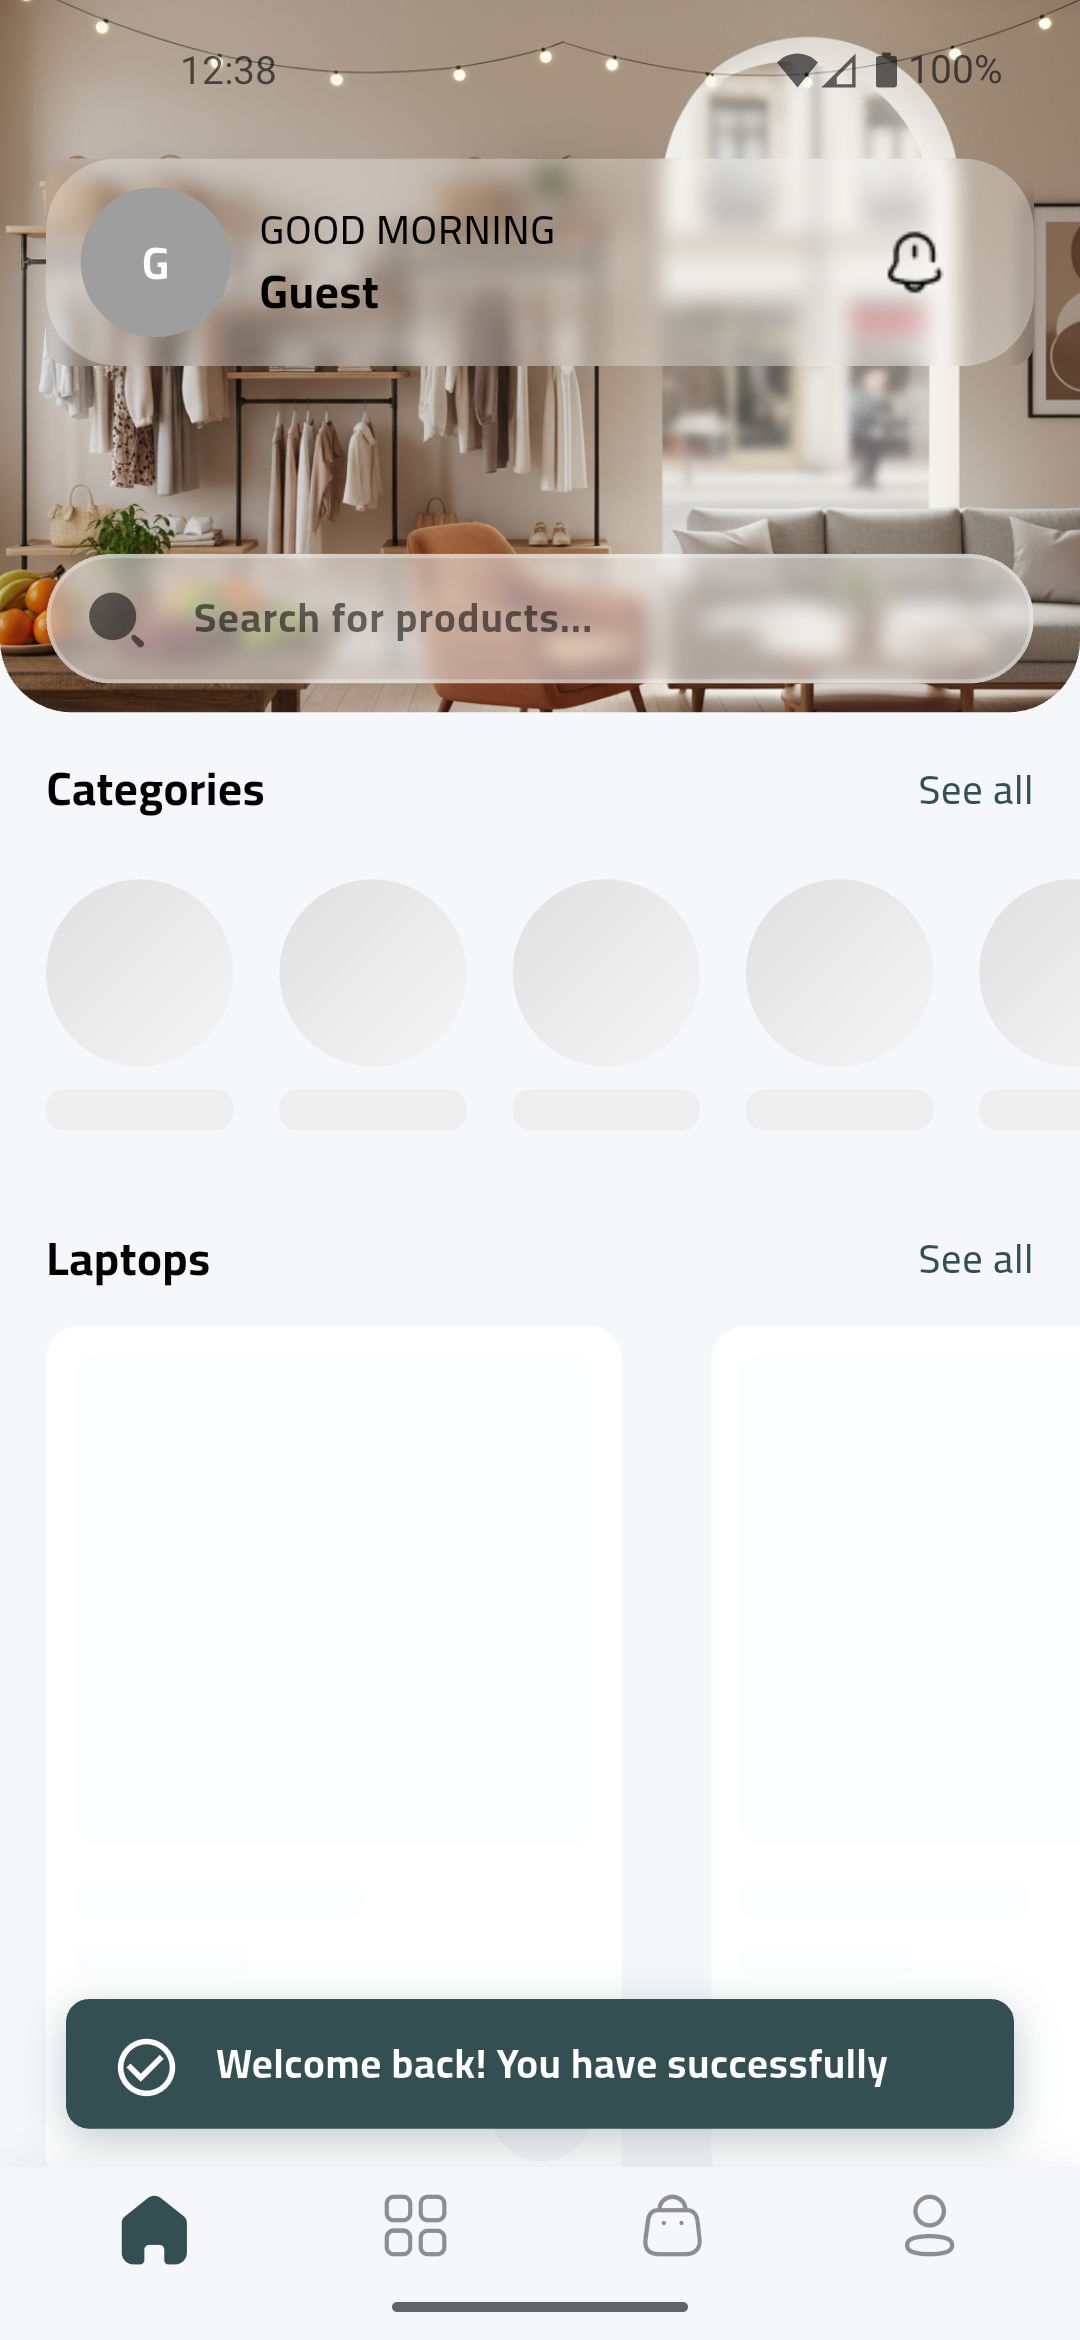 12:38
100%
G
GOOD MORNING
Guest
Search for products...
Categories
See all
Laptops
See all
Welcome back! You have successfully